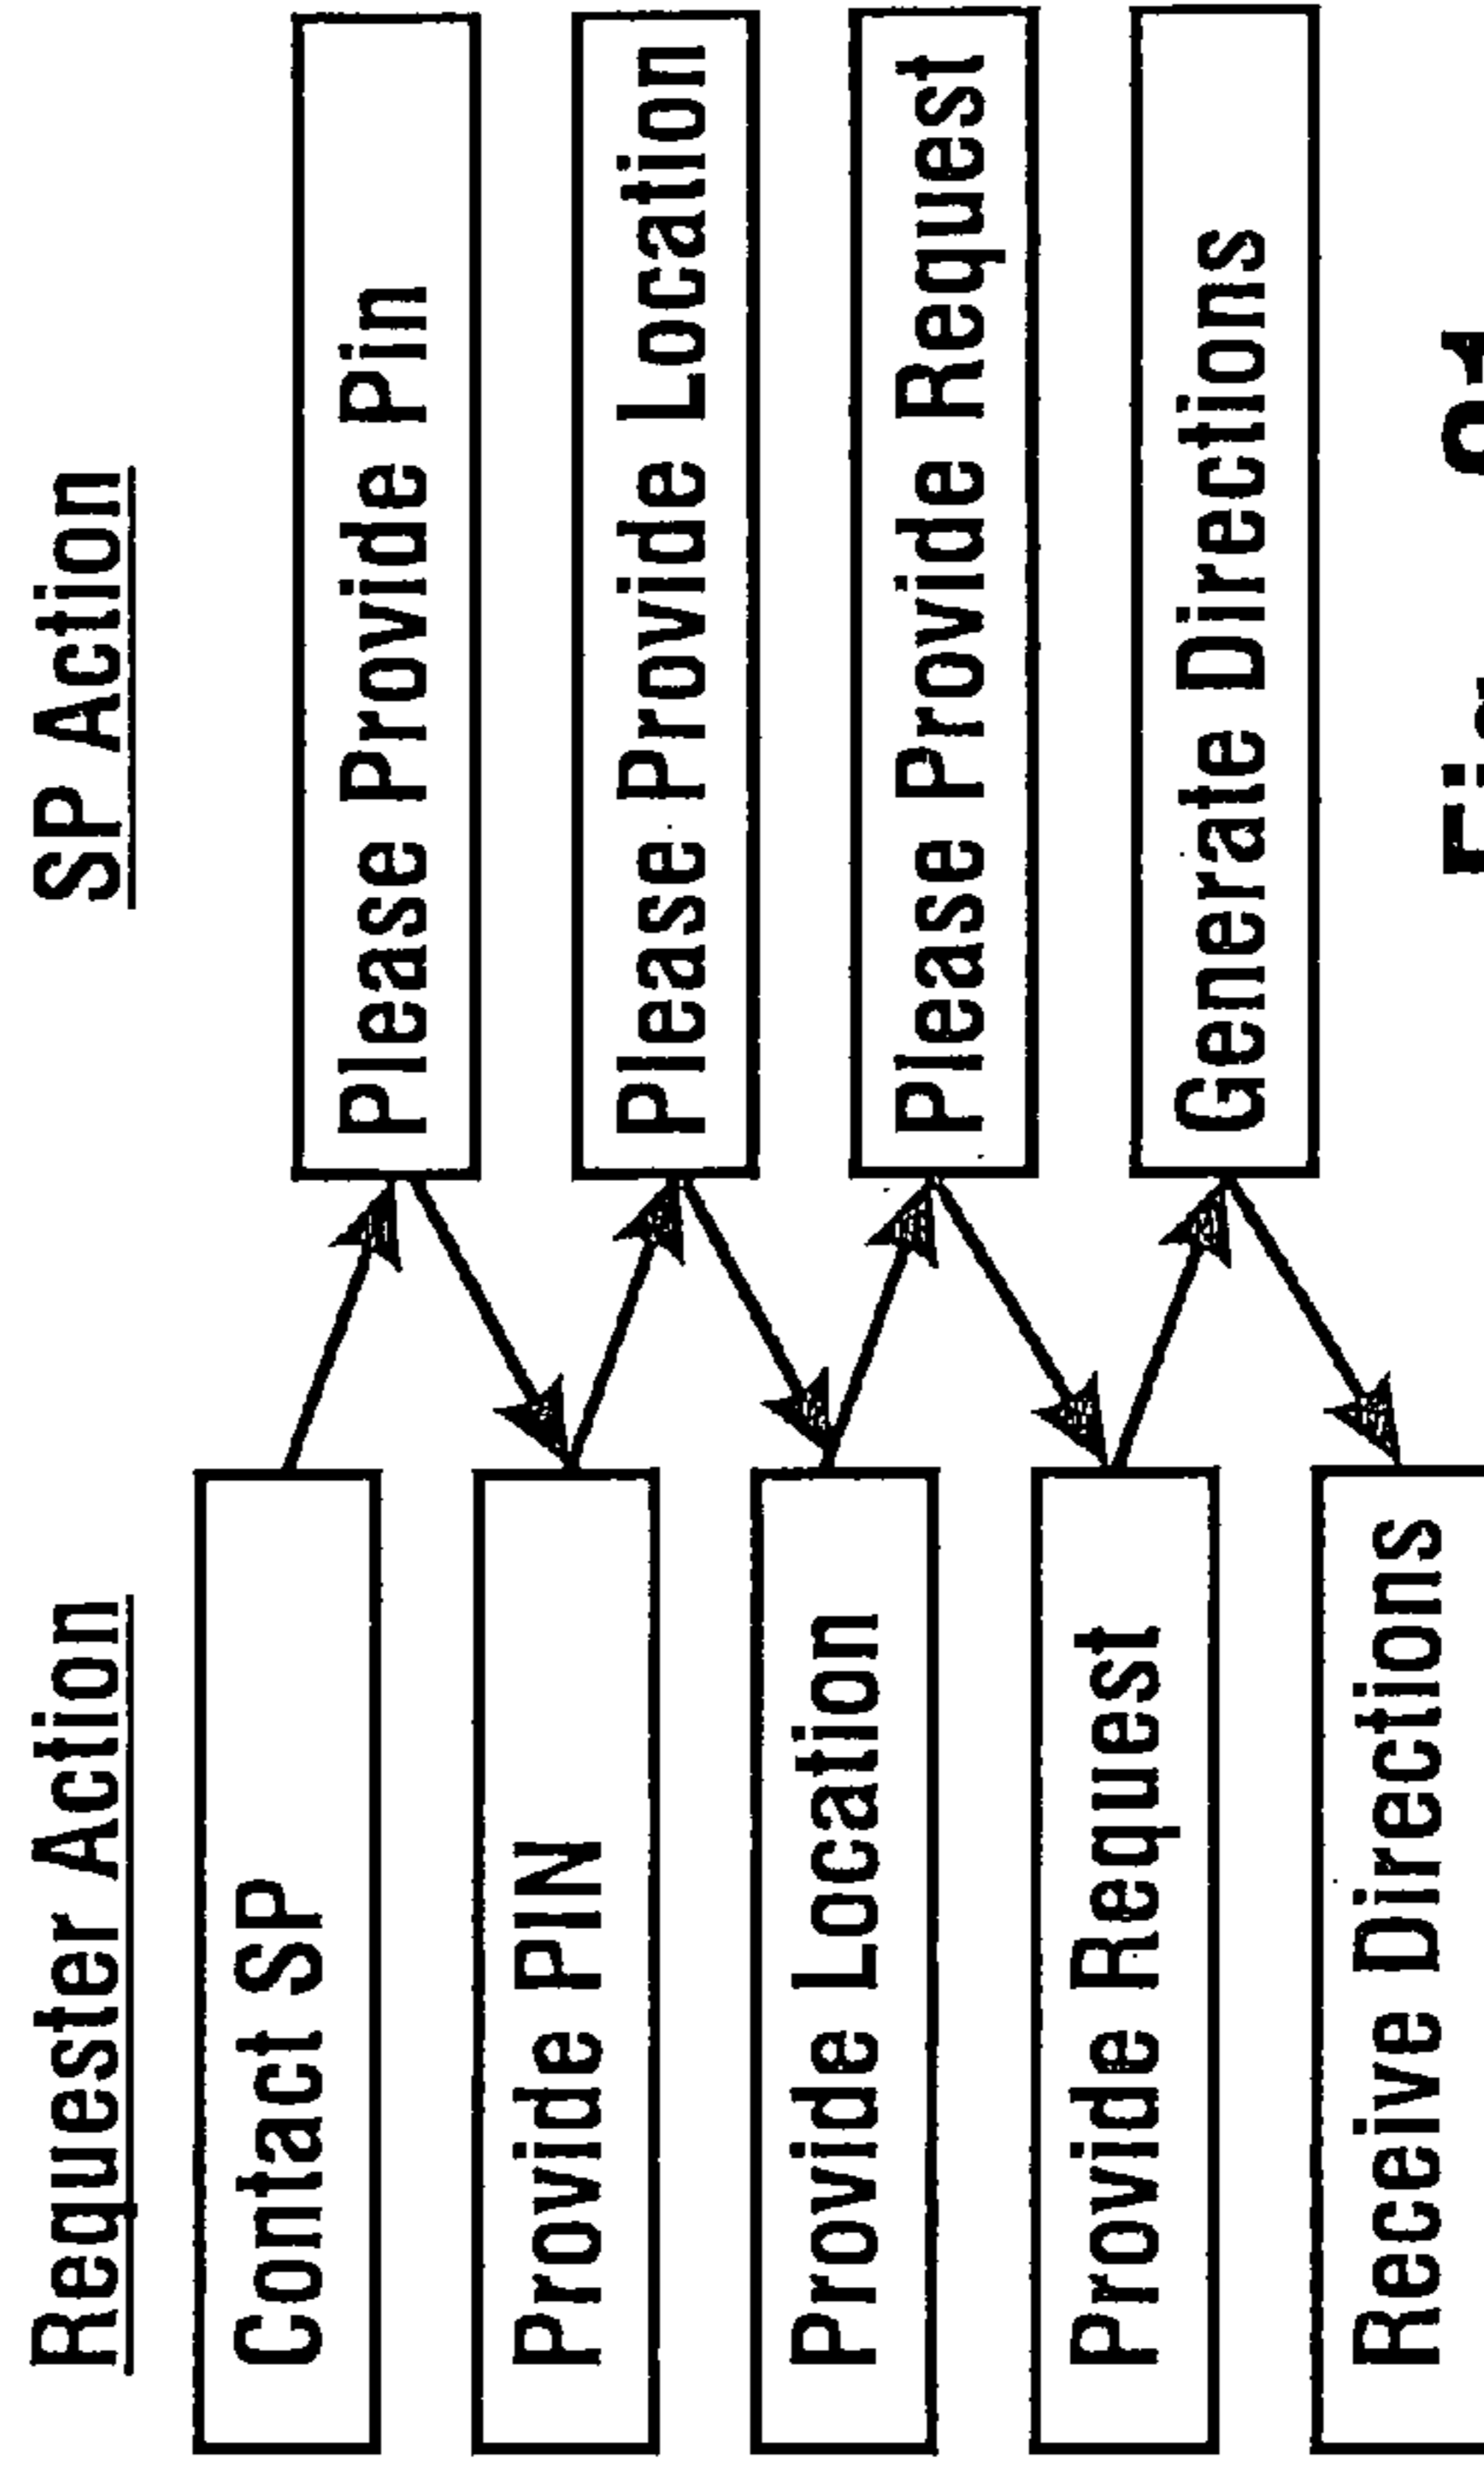 Requester Action
SP Action
Contact SP
Please Provide Pin
Provide PIN
Please Provide Location
Provide Location
Please Provide Request
Provide Request
Generate Directions
Receive Directions